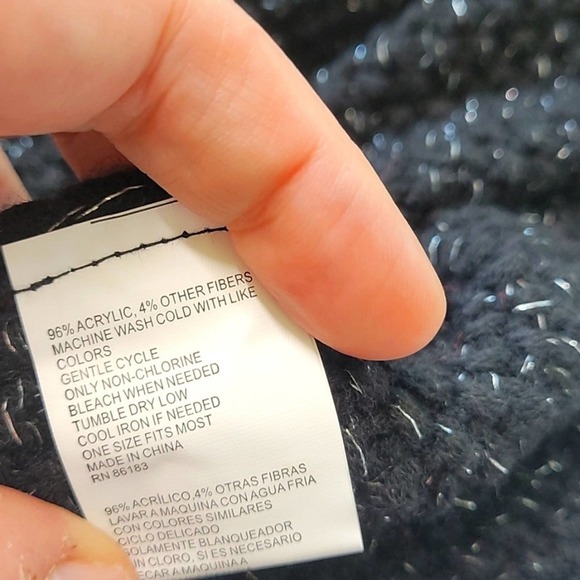 96% ACRYLIC, 4% OTHER FIBERS
MACHINE WASH COLD WITH LIKE
COLORS
GENTLE CYCLE
ONLY NON-CHLORINE
BLEACH WHEN NEEDED
TUMBLE DRY LOW
COOL IRON IF NEEDED
ONE SIZE FITS MOST
MADE IN CHINA
RN 86183
96% ACRÍLICO,4% OTRAS FIBRAS
LAVAR A MAQUINA CON AGUA FRIA
CON COLORES SIMILARES
CICLO DELICADO
SOLAMENTE BLANQUEADOR
SIN CLORO, SI ES NECESARIO
SECAR A MAQUINA A